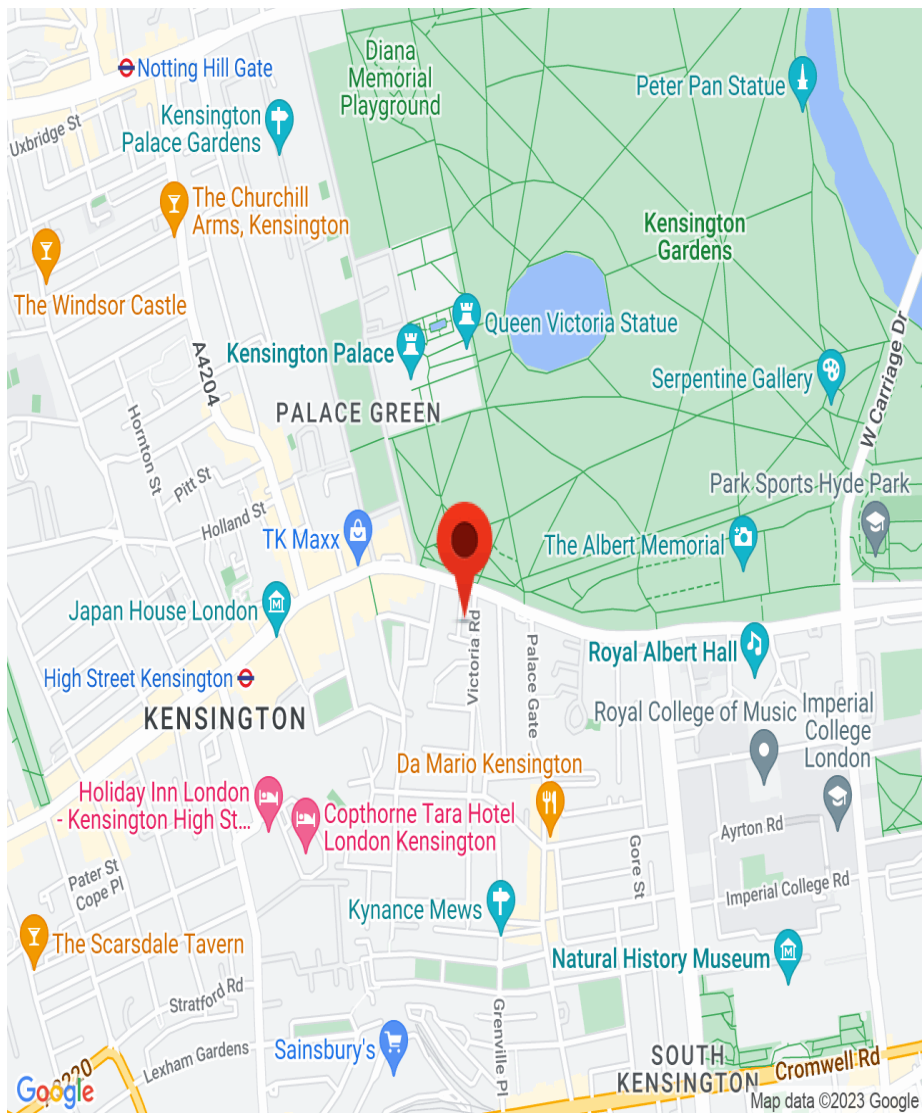 Notting Hill Gate
Diana
Memorial
Playground
Peter Pan Statue
Uxbridge St
Kensington
Palace Gardens
The Churchill
Arms, Kensington
Kensington
Gardens
The Windsor Castle
Queen Victoria Statue
Kensington Palace
A4204
Serpentine Gallery
W Carriage Dr
PALACE GREEN
Hornton St
Pitt St
Holland St
Park Sports Hyde Park
TK Maxx
The Albert Memorial
Japan House London
Victoria Rd
Palace Gate
Royal Albert Hall
High Street Kensington
KENSINGTON
Royal College of Music
Imperial
College
London
Da Mario Kensington
Holiday Inn London
- Kensington High St...
Copthorne Tara Hotel
London Kensington
Ayrton Rd
Gore St
Pater St
Cope Pl
Imperial College Rd
Kynance Mews
The Scarsdale Tavern
Natural History Museum
Stratford Rd
Grenville Pl
Lexham Gardens
Sainsbury's
SOUTH
KENSINGTON
Cromwell Rd
Google
Map data ©2023 Google